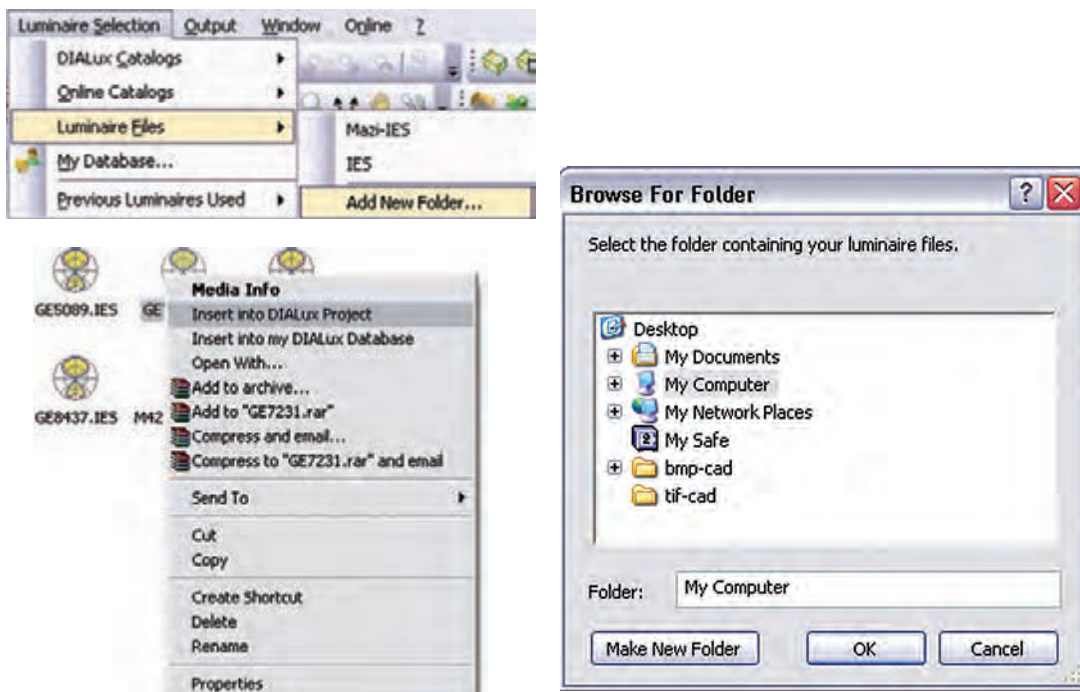 Luminaire Selection Output Window Online ?
DIALux Catalogs
Online Catalogs
Luminaire Files
Mazi-IES
My Database...
IES
Previous Luminaires Used
Add New Folder...
GE5089.IES
GE
GE8437.IES
M42
Media Info
Insert into DIALux Project
Insert into my DIALux Database
Open With...
Add to archive...
Add to "GE7231.rar"
Compress and email...
Compress to "GE7231.rar" and email
Send To
Cut
Copy
Create Shortcut
Delete
Rename
Properties
Browse For Folder
Select the folder containing your luminaire files.
Desktop
My Documents
My Computer
My Network Places
My Safe
bmp-cad
tif-cad
Folder: My Computer
Make New Folder OK Cancel